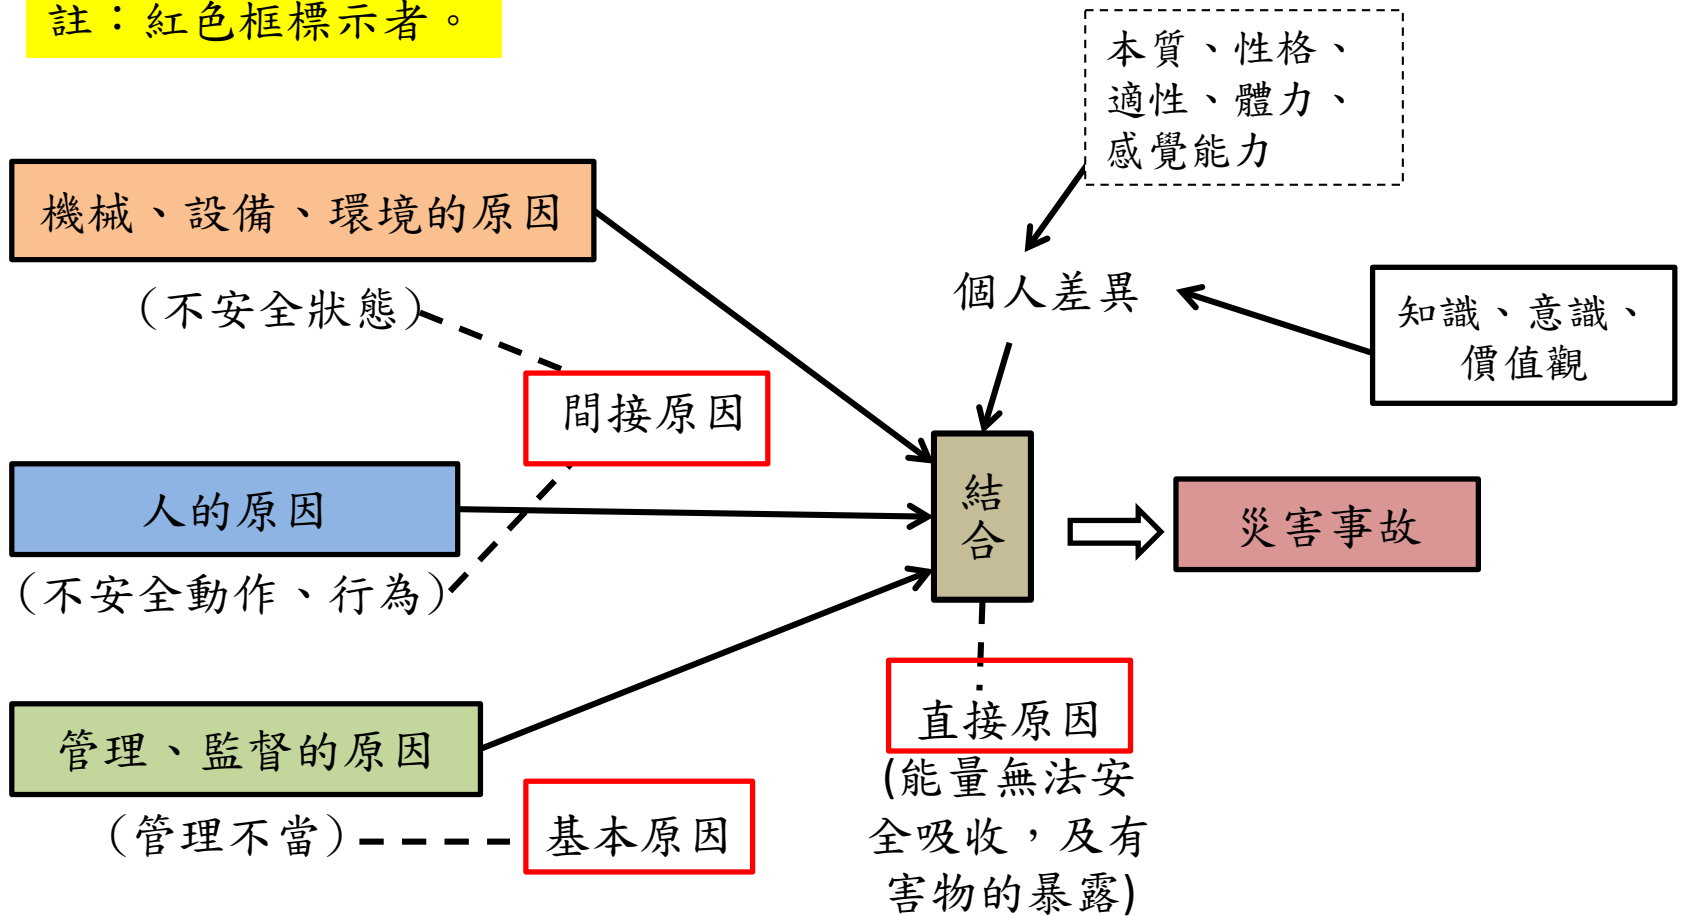 註：紅色框標示者。
本質、性格、
適性、體力、
感覺能力
機械、設備、環境的原因
（不安全狀態）
個人差異
知識、意識、
價值觀
間接原因
人的原因
（不安全動作、行為）
結
合
災害事故
管理、監督的原因
（管理不當）
基本原因
直接原因
(能量無法安
全吸收，及有
害物的暴露)